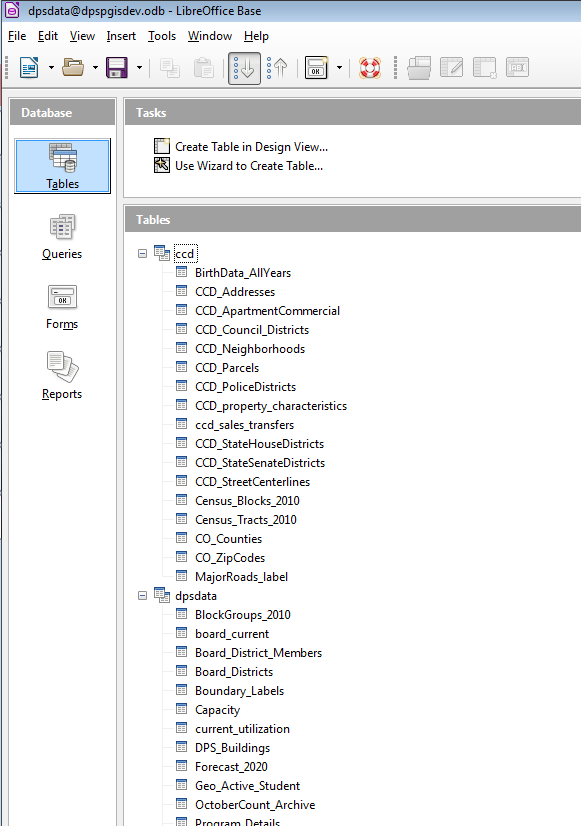 dpsdata@dpspgisdev.odb - LibreOffice Base
File Edit View Insert Tools Window Help
Database
Tables
Queries
Forms
Reports
Tasks
Create Table in Design View...
Use Wizard to Create Table...
Tables
ccd
BirthData_AllYears
CCD_Addresses
CCD_ApartmentCommercial
CCD_Council_Districts
CCD_Neighborhoods
CCD_Parcels
CCD_PoliceDistricts
CCD_property_characteristics
ccd_sales_transfers
CCD_StateHouseDistricts
CCD_StateSenateDistricts
CCD_StreetCenterlines
Census_Blocks_2010
Census_Tracts_2010
CO_Counties
CO_ZipCodes
MajorRoads_label
dpsdata
BlockGroups_2010
board_current
Board_District_Members
Board_Districts
Boundary_Labels
Capacity
current_utilization
DPS_Buildings
Forecast_2020
Geo_Active_Student
OctoberCount_Archive
Program_Details